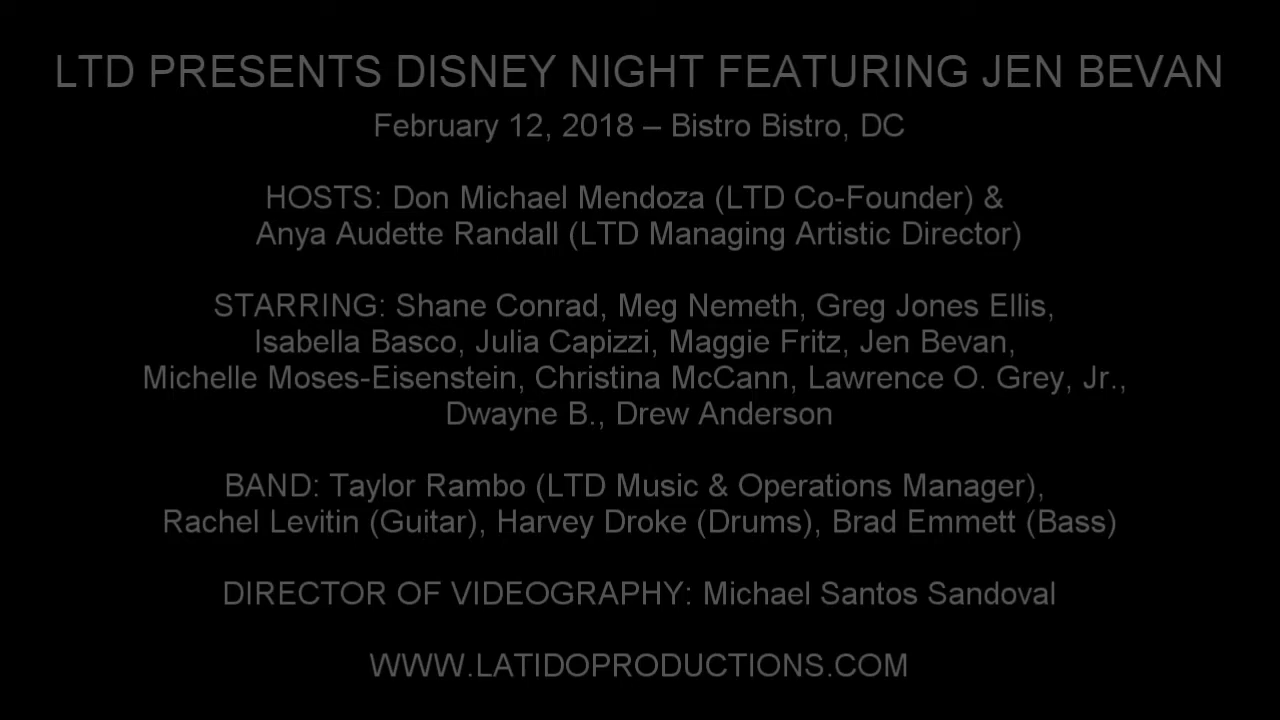 LTD PRESENTS DISNEY NIGHT FEATURING JEN BEVAN
February 12, 2018 – Bistro Bistro, DC
HOSTS: Don Michael Mendoza (LTD Co-Founder) &
Anya Audette Randall (LTD Managing Artistic Director)
STARRING: Shane Conrad, Meg Nemeth, Greg Jones Ellis,
Isabella Basco, Julia Capizzi, Maggie Fritz, Jen Bevan,
Michelle Moses-Eisenstein, Christina McCann, Lawrence O. Grey, Jr.,
Dwayne B., Drew Anderson
BAND: Taylor Rambo (LTD Music & Operations Manager),
Rachel Levitin (Guitar), Harvey Droke (Drums), Brad Emmett (Bass)
DIRECTOR OF VIDEOGRAPHY: Michael Santos Sandoval
WWW.LATIDOPRODUCTIONS.COM